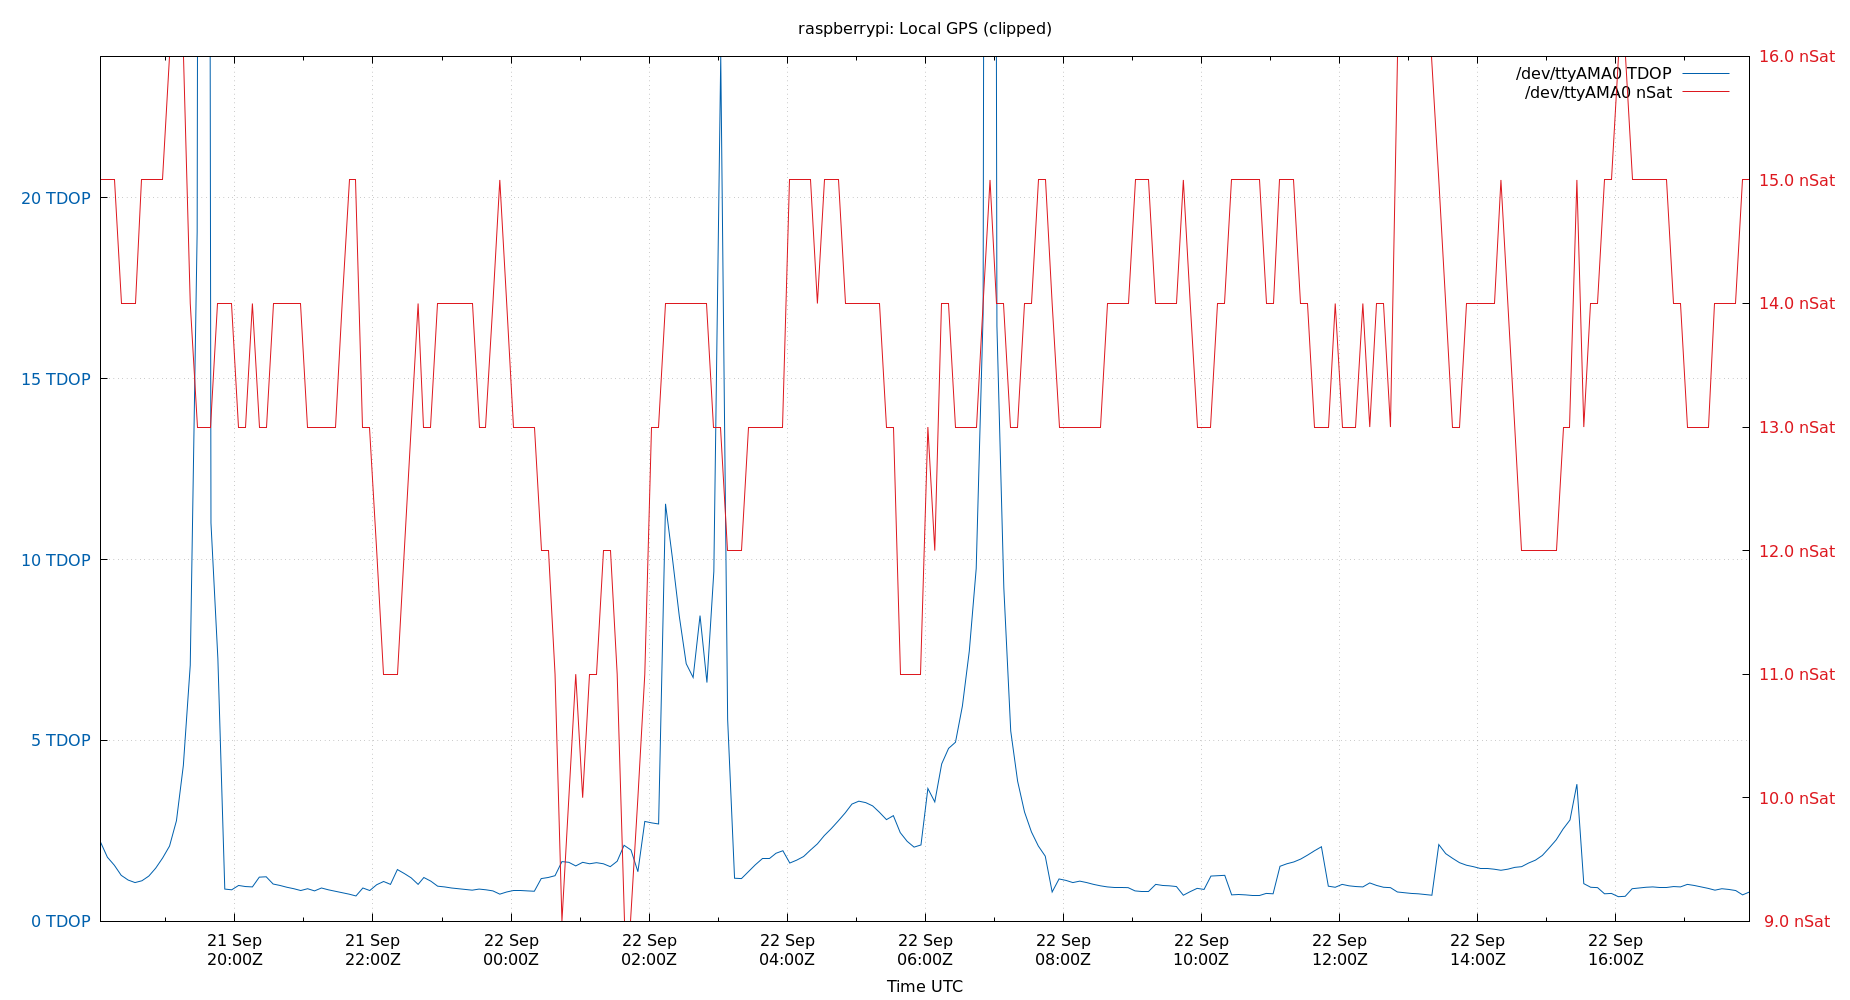 raspberrypi: Local GPS (clipped)
16.0 nSat
/dev/ttyAMA0 TDOP
/dev/ttyAMA0 nSat
15.0 nSat
20 TDOP
14.0 nSat
15 TDOP
13.0 nSat
12.0 nSat
10 TDOP
11.0 nSat
5 TDOP
10.0 nSat
0 TDOP
9.0 nSat
21 Sep 21 Sep 22 Sep 22 Sep 22 Sep 22 Sep 22 Sep 22 Sep 22 Sep 22 Sep 22 Sep
20:00Z 22:00Z 00:00Z 02:00Z 04:00Z 06:00Z 08:00Z 10:00Z 12:00Z 14:00Z 16:00Z
Time UTC